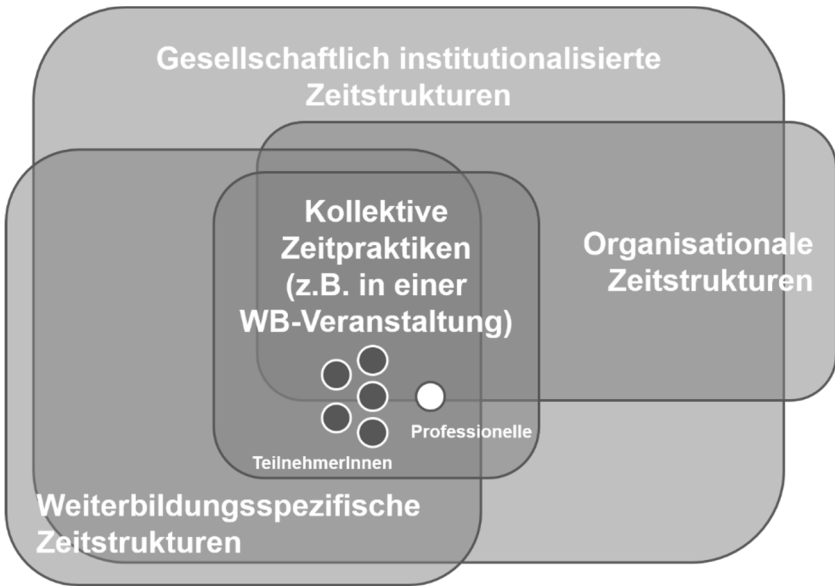 Gesellschaftlich institutionalisierte
Zeitstrukturen
Kollektive
Zeitpraktiken
(z.B. in einer
WB-Veranstaltung)
Organisationale
Zeitstrukturen
Professionelle
TeilnehmerInnen
Weiterbildungsspezifische
Zeitstrukturen